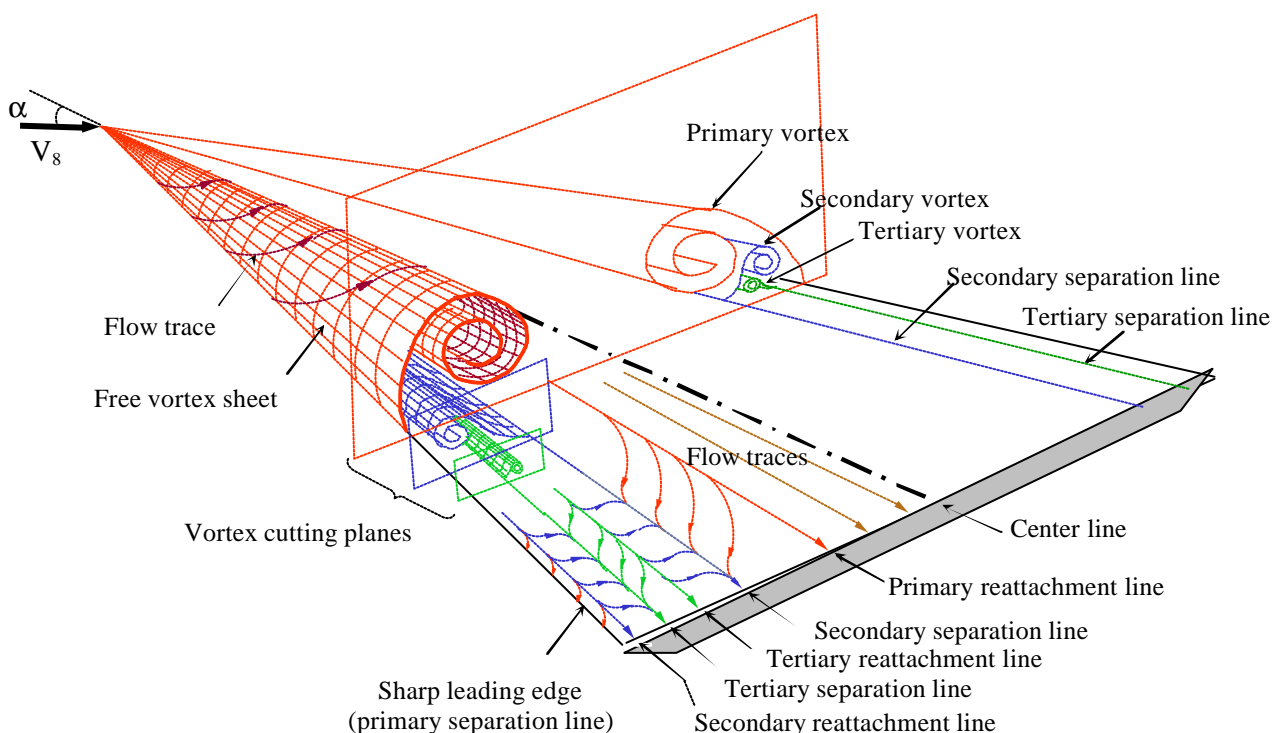 α
V8
Primary vortex
Secondary vortex
Tertiary vortex
Secondary separation line
Tertiary separation line
Flow trace
Free vortex sheet
Flow traces
Vortex cutting planes
Center line
Primary reattachment line
Secondary separation line
Tertiary reattachment line
Tertiary separation line
Secondary reattachment line
Sharp leading edge
(primary separation line)